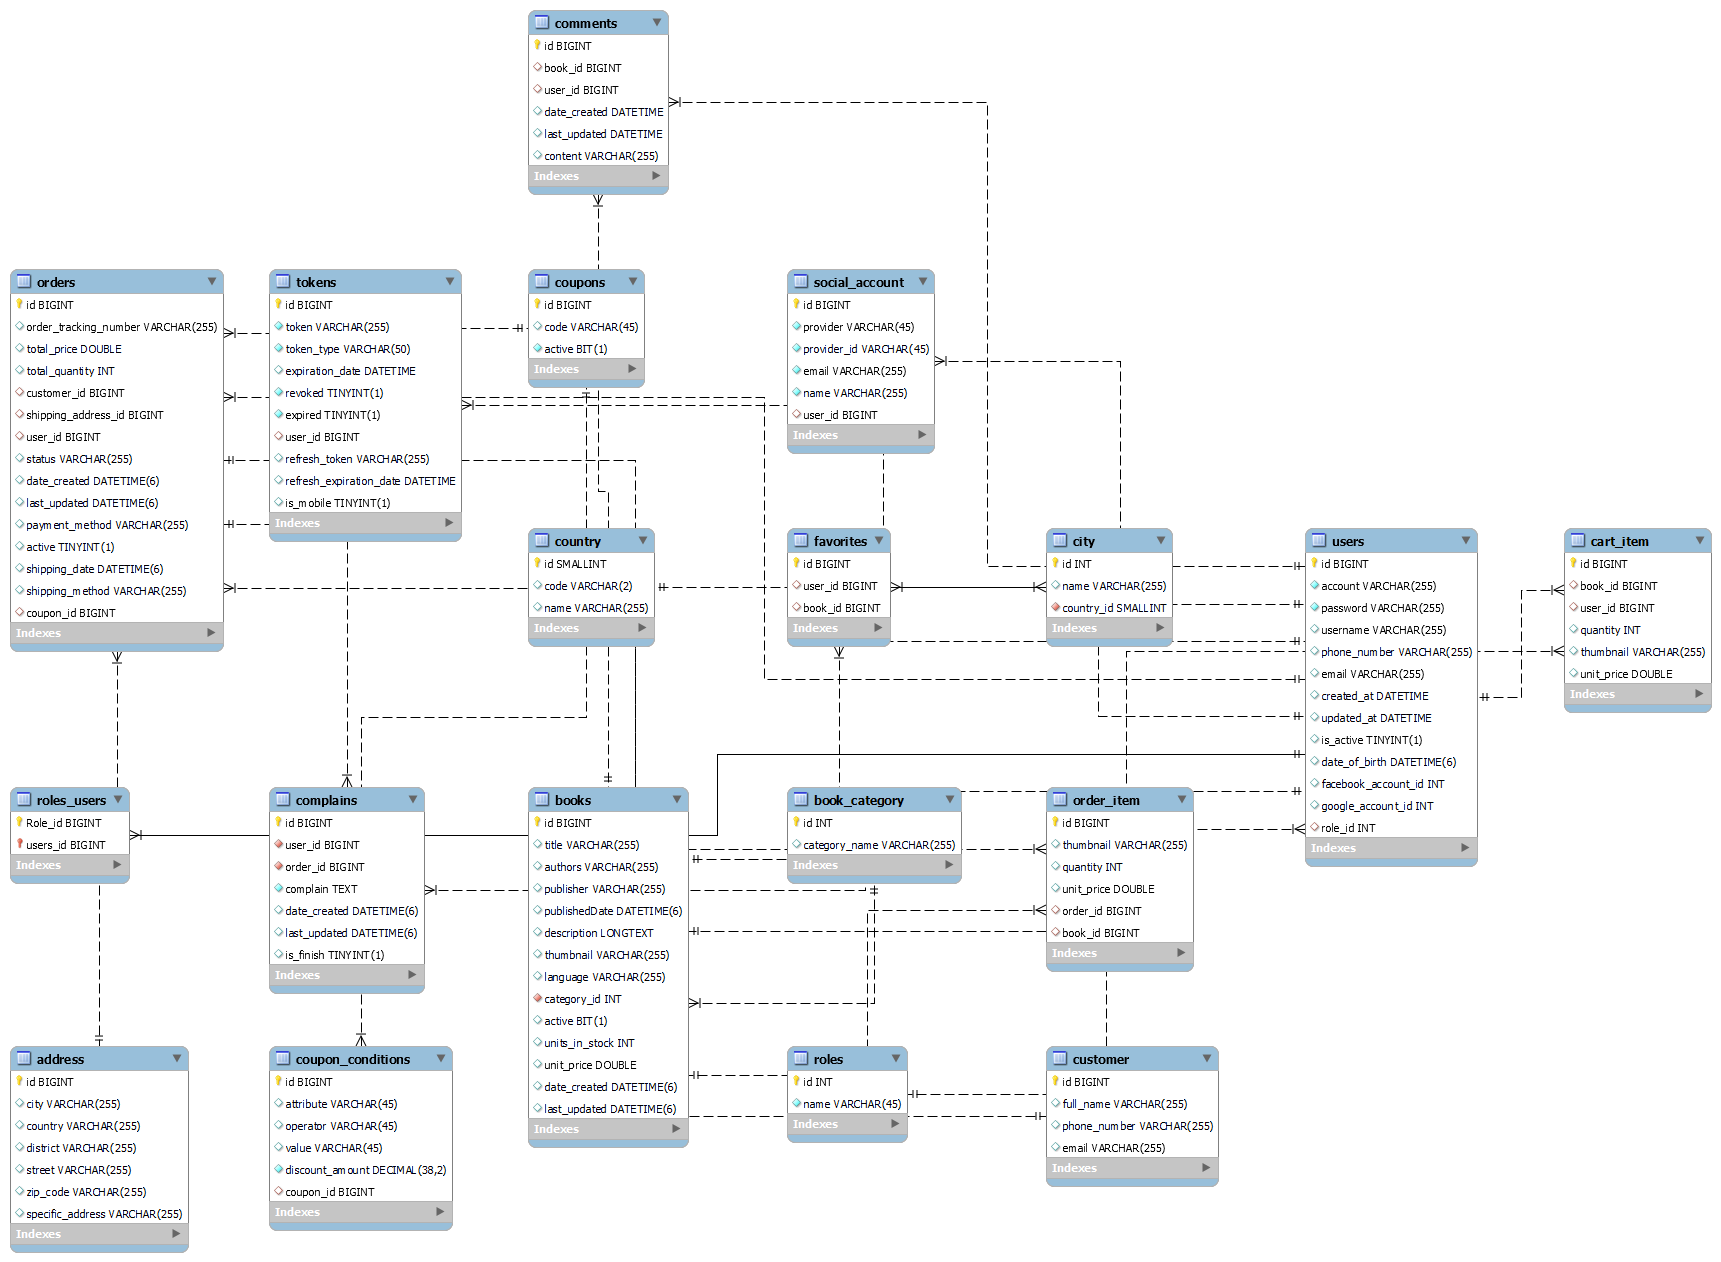 comments
id BIGINT
book_id BIGINT
user_id BIGINT
date_created DATETIME
last_updated DATETIME
content VARCHAR(255)
Indexes
orders
id BIGINT
order_tracking_number VARCHAR(255)
total_price DOUBLE
total_quantity INT
customer_id BIGINT
shipping_address_id BIGINT
user_id BIGINT
status VARCHAR(255)
date_created DATETIME(6)
last_updated DATETIME(6)
payment_method VARCHAR(255)
active TINYINT(1)
shipping_date DATETIME(6)
shipping_method VARCHAR(255)
coupon_id BIGINT
Indexes
tokens
id BIGINT
token VARCHAR(255)
token_type VARCHAR(50)
expiration_date DATETIME
revoked TINYINT(1)
expired TINYINT(1)
user_id BIGINT
refresh_token VARCHAR(255)
refresh_expiration_date DATETIME
is_mobile TINYINT(1)
Indexes
coupons
id BIGINT
code VARCHAR(45)
active BIT(1)
Indexes
social_account
id BIGINT
provider VARCHAR(45)
provider_id VARCHAR(45)
email VARCHAR(255)
name VARCHAR(255)
user_id BIGINT
Indexes
country
id SMALLINT
code VARCHAR(2)
name VARCHAR(255)
Indexes
favorites
id BIGINT
user_id BIGINT
book_id BIGINT
Indexes
city
id INT
name VARCHAR(255)
country_id SMALLINT
Indexes
users
id BIGINT
account VARCHAR(255)
password VARCHAR(255)
username VARCHAR(255)
phone_number VARCHAR(255)
email VARCHAR(255)
created_at DATETIME
updated_at DATETIME
is_active TINYINT(1)
date_of_birth DATETIME(6)
facebook_account_id INT
google_account_id INT
role_id INT
Indexes
cart_item
id BIGINT
book_id BIGINT
user_id BIGINT
quantity INT
thumbnail VARCHAR(255)
unit_price DOUBLE
Indexes
roles_users
Role_id BIGINT
users_id BIGINT
Indexes
complains
id BIGINT
user_id BIGINT
order_id BIGINT
complain TEXT
date_created DATETIME(6)
last_updated DATETIME(6)
is_finish TINYINT(1)
Indexes
books
id BIGINT
title VARCHAR(255)
authors VARCHAR(255)
publisher VARCHAR(255)
publishedDate DATETIME(6)
description LONGTEXT
thumbnail VARCHAR(255)
language VARCHAR(255)
category_id INT
active BIT(1)
units_in_stock INT
unit_price DOUBLE
date_created DATETIME(6)
last_updated DATETIME(6)
Indexes
book_category
id INT
category_name VARCHAR(255)
Indexes
order_item
id BIGINT
thumbnail VARCHAR(255)
quantity INT
unit_price DOUBLE
order_id BIGINT
book_id BIGINT
Indexes
address
id BIGINT
city VARCHAR(255)
country VARCHAR(255)
district VARCHAR(255)
street VARCHAR(255)
zip_code VARCHAR(255)
specific_address VARCHAR(255)
Indexes
coupon_conditions
id BIGINT
attribute VARCHAR(45)
operator VARCHAR(45)
value VARCHAR(45)
discount_amount DECIMAL(38,2)
coupon_id BIGINT
Indexes
roles
id INT
name VARCHAR(45)
Indexes
customer
id BIGINT
full_name VARCHAR(255)
phone_number VARCHAR(255)
email VARCHAR(255)
Indexes